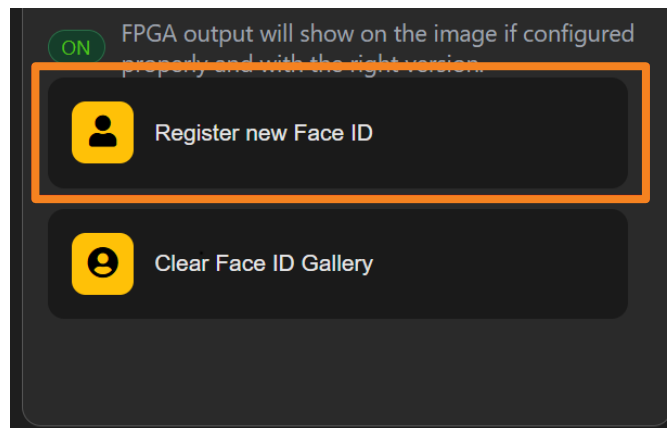 ON
FPGA output will show on the image if configured
properly and with the right version.
Register new Face ID
Clear Face ID Gallery